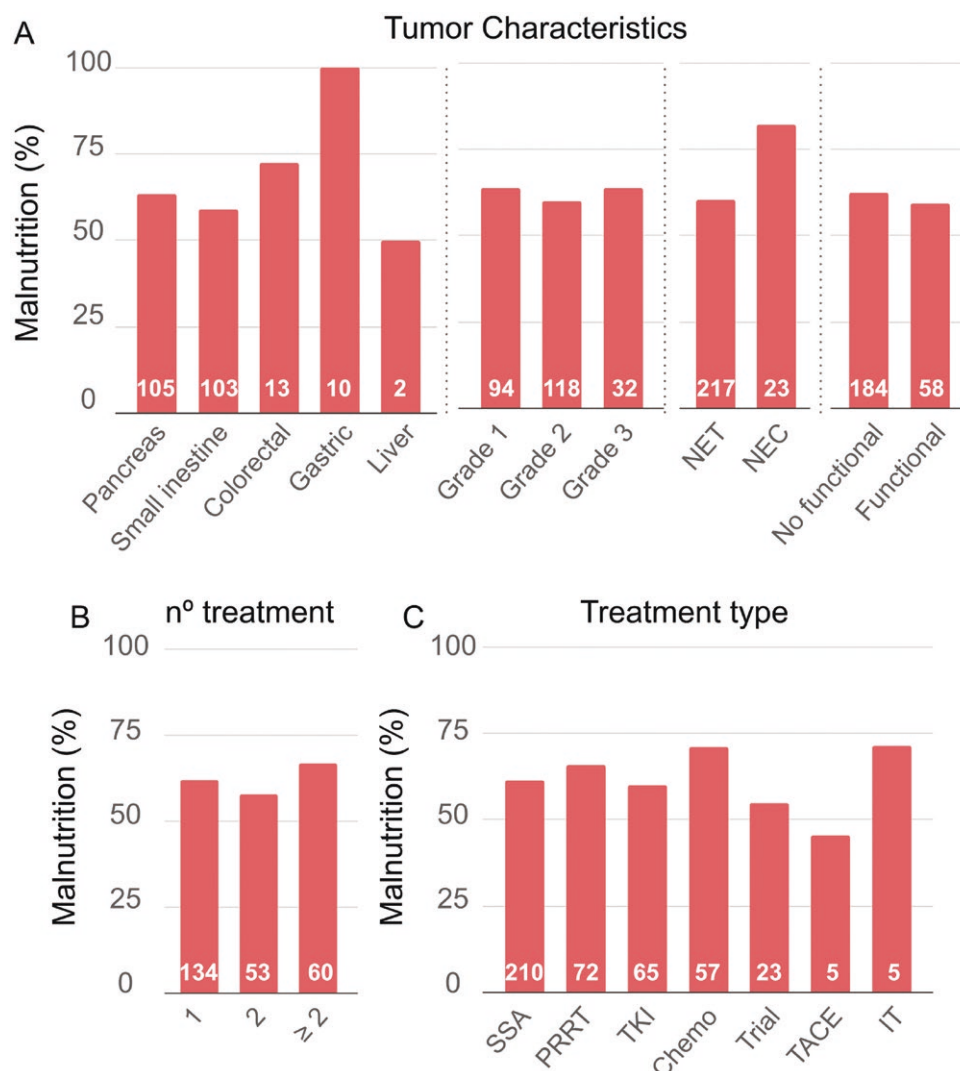 A
Tumor Characteristics
Malnutrition (%)
100
75
50
25
0
105 103 13 10 2
94 118 32
217 23
184 58
Pancreas
Small inestine
Colorectal
Gastric
Liver
Grade 1
Grade 2
Grade 3
NET
NEC
No functional
Functional
B
nº treatment
Malnutrition (%)
100
75
50
25
0
134 53 60
1
2
≥ 2
C
Treatment type
Malnutrition (%)
100
75
50
25
0
210 72 65 57 23 5 5
SSA
PRRT
TKI
Chemo
Trial
TACE
IT